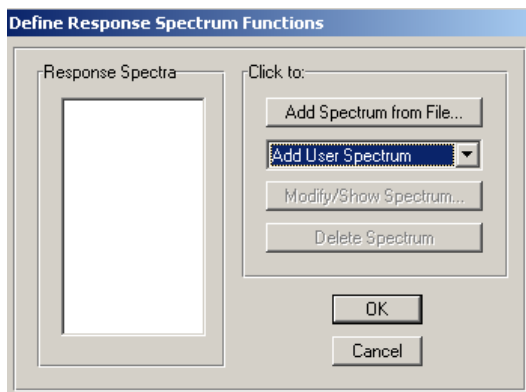 Define Response Spectrum Functions
Response Spectra
Click to:
Add Spectrum from File...
Add User Spectrum
Modify/Show Spectrum...
Delete Spectrum
OK
Cancel